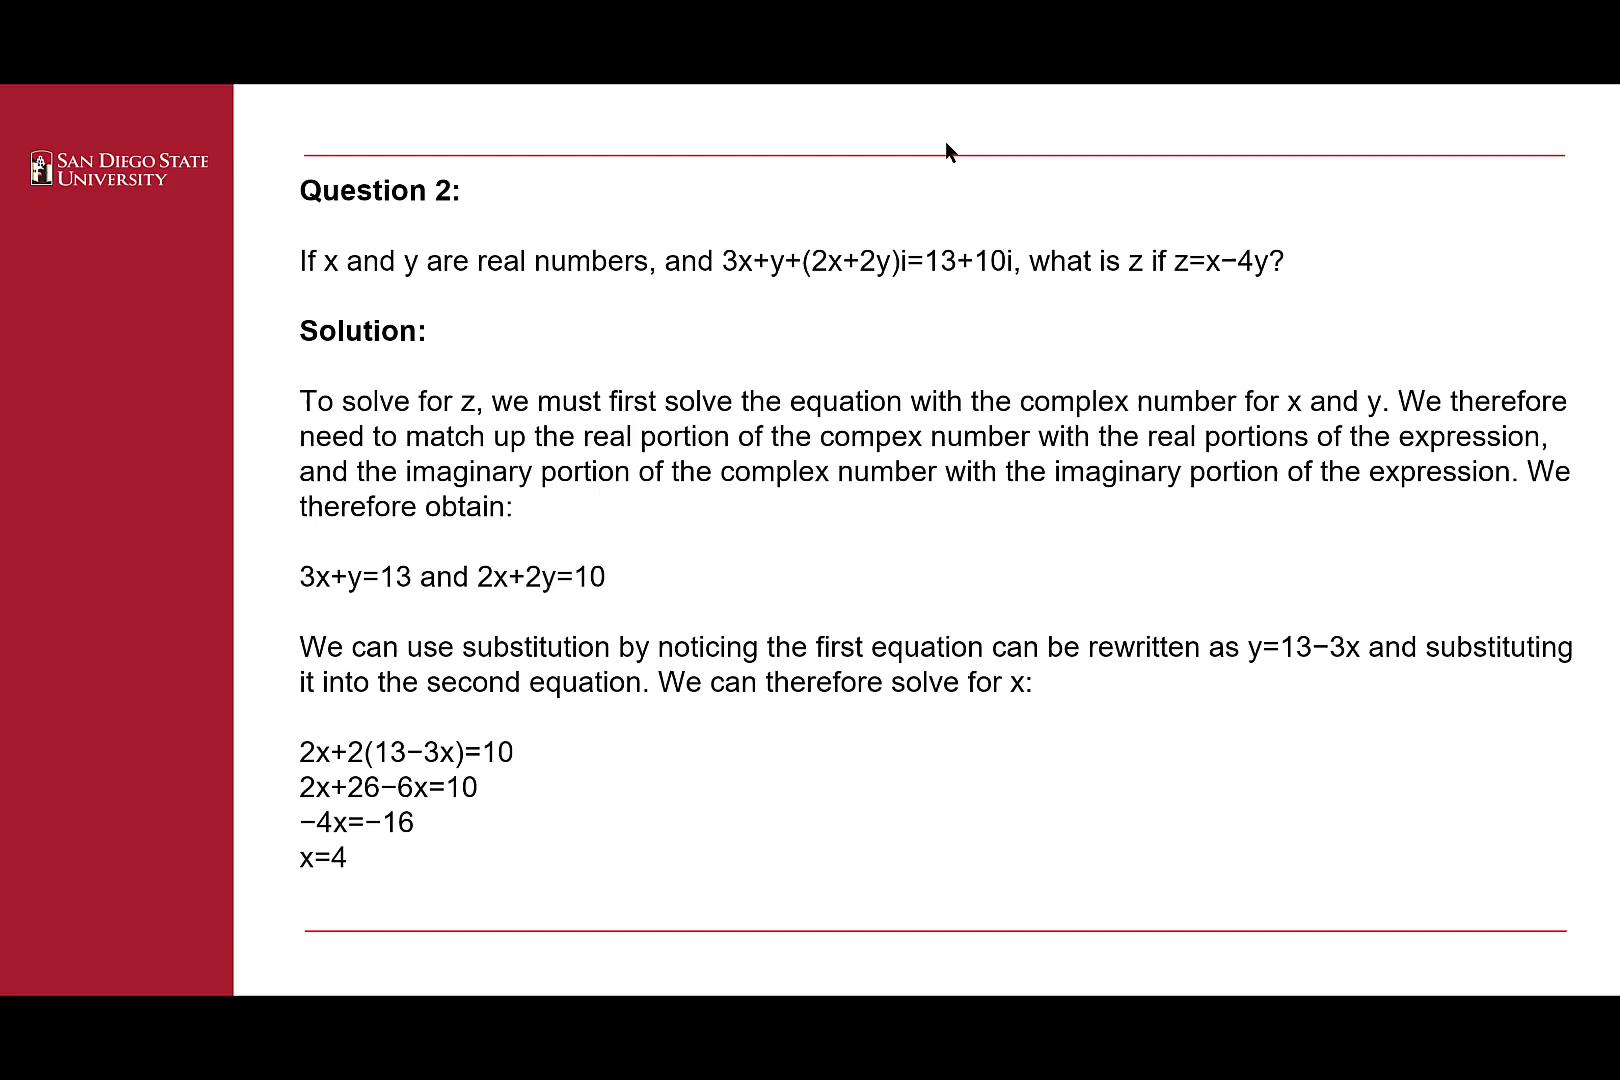 SAN DIEGO STATE
UNIVERSITY
Question 2:
If x and y are real numbers, and 3x+y+(2x+2y)i=13+10i, what is z if z=x−4y?
Solution:
To solve for z, we must first solve the equation with the complex number for x and y. We therefore
need to match up the real portion of the compex number with the real portions of the expression,
and the imaginary portion of the complex number with the imaginary portion of the expression. We
therefore obtain:
3x+y=13 and 2x+2y=10
We can use substitution by noticing the first equation can be rewritten as y=13−3x and substituting
it into the second equation. We can therefore solve for x:
2x+2(13−3x)=10
2x+26−6x=10
−4x=−16
x=4